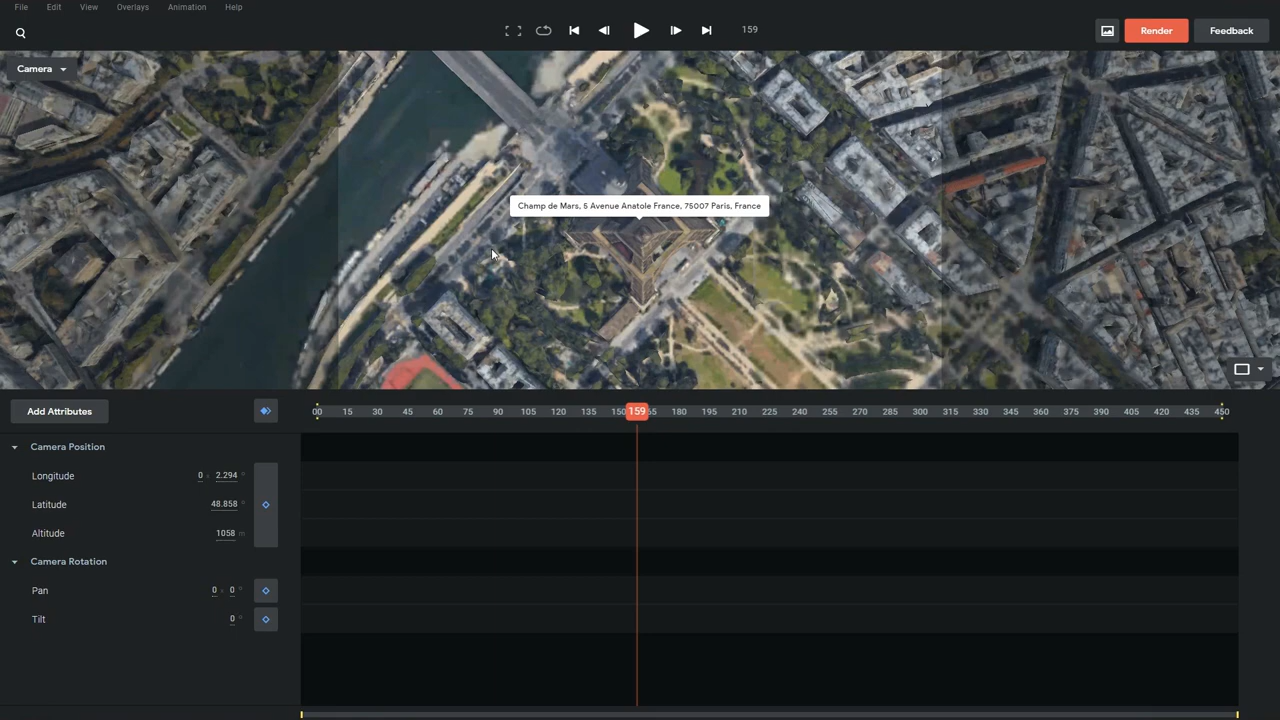 File Edit View Overlays Animation Help
159 Render Feedback
Camera
Champ de Mars, 5 Avenue Anatole France, 75007 Paris, France
Add Attributes
00 15 30 45 60 75 90 105 120 135 150 159 65 180 195 210 225 240 255 270 285 300 315 330 345 360 375 390 405 420 435 450
Camera Position
Longitude 0 x 2.294 °
Latitude 48.858 °
Altitude 1058 m
Camera Rotation
Pan 0 x 0 °
Tilt 0 °